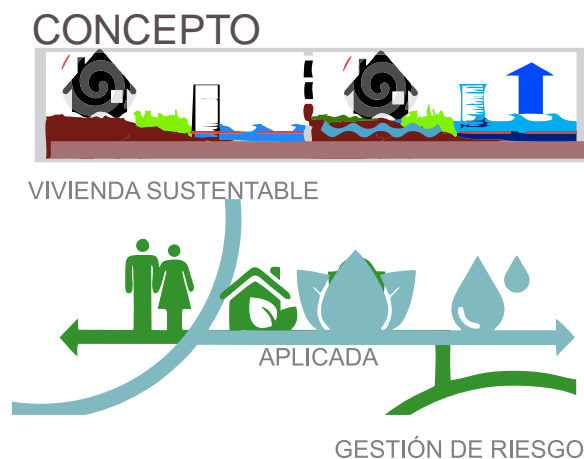 CONCEPTO
VIVIENDA SUSTENTABLE
APLICADA
GESTIÓN DE RIESGO